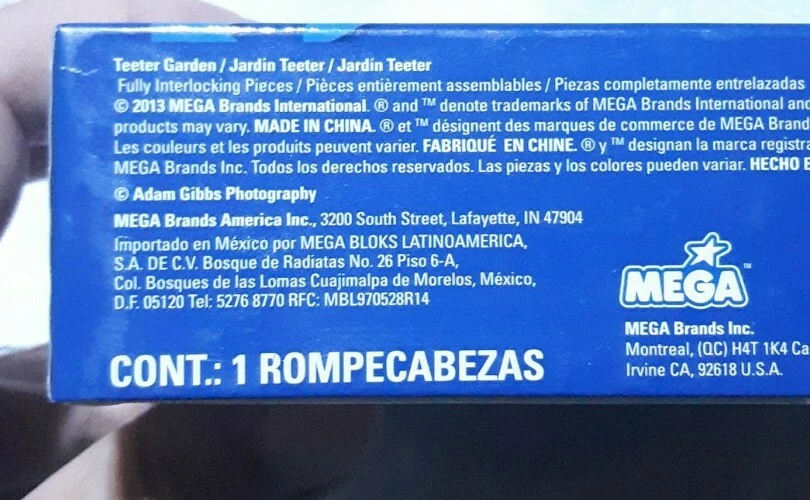 Teeter Garden / Jardín Teeter / Jardin Teeter
Fully Interlocking Pieces / Pièces entièrement assemblables / Piezas completamente entrelazadas
© 2013 MEGA Brands International. ® and ™ denote trademarks of MEGA Brands International and
products may vary. MADE IN CHINA. ® et ™ désignent des marques de commerce de MEGA Brand
Les couleurs et les produits peuvent varier. FABRIQUÉ EN CHINE. ® y ™ designan la marca registra
MEGA Brands Inc. Todos los derechos reservados. Las piezas y los colores pueden variar. HECHO E
© Adam Gibbs Photography
MEGA Brands America Inc., 3200 South Street, Lafayette, IN 47904
Importado en México por MEGA BLOKS LATINOAMERICA,
S.A. DE C.V. Bosque de Radiatas No. 26 Piso 6-A,
Col. Bosques de las Lomas Cuajimalpa de Morelos, México,
D.F. 05120 Tel: 5276 8770 RFC: MBL970528R14
CONT.: 1 ROMPECABEZAS
MEGA™
MEGA Brands Inc.
Montreal, (QC) H4T 1K4 Ca
Irvine CA, 92618 U.S.A.